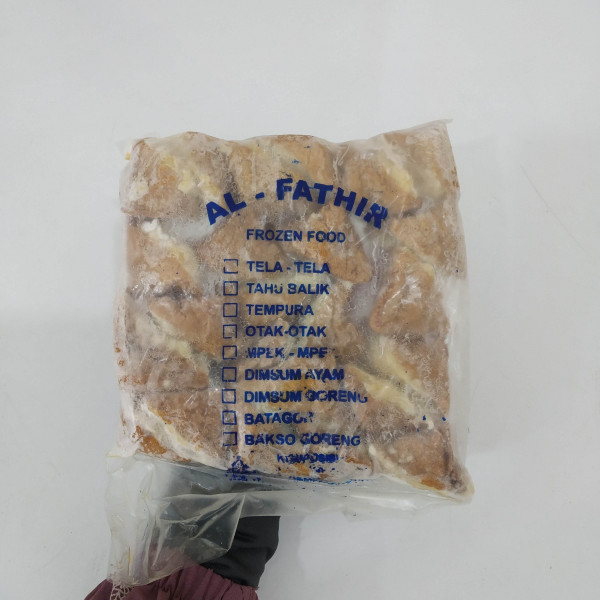 AL - FATHIR
FROZEN FOOD
TELA - TELA
TAHU BALIK
TEMPURA
OTAK-OTAK
DIMSUM AYAM
DIMSUM GORENG
BATAGOR
BAKSO GORENG